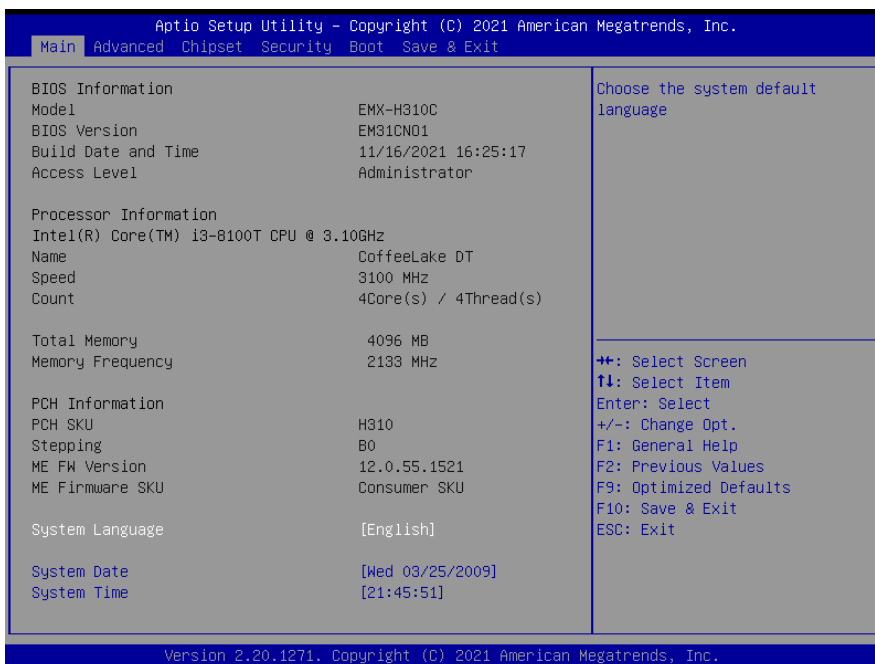 Aptio Setup Utility – Copyright (C) 2021 American Megatrends, Inc.
Main Advanced Chipset Security Boot Save & Exit
BIOS Information
Model EMX-H310C
BIOS Version EM31CN01
Build Date and Time 11/16/2021 16:25:17
Access Level Administrator
Processor Information
Intel(R) Core(TM) i3-8100T CPU @ 3.10GHz
Name CoffeeLake DT
Speed 3100 MHz
Count 4Core(s) / 4Thread(s)
Total Memory 4096 MB
Memory Frequency 2133 MHz
PCH Information
PCH SKU H310
Stepping B0
ME FW Version 12.0.55.1521
ME Firmware SKU Consumer SKU
System Language [English]
System Date [Wed 03/25/2009]
System Time [21:45:51]
Choose the system default
language
→←: Select Screen
↑↓: Select Item
Enter: Select
+/-: Change Opt.
F1: General Help
F2: Previous Values
F9: Optimized Defaults
F10: Save & Exit
ESC: Exit
Version 2.20.1271. Copyright (C) 2021 American Megatrends, Inc.